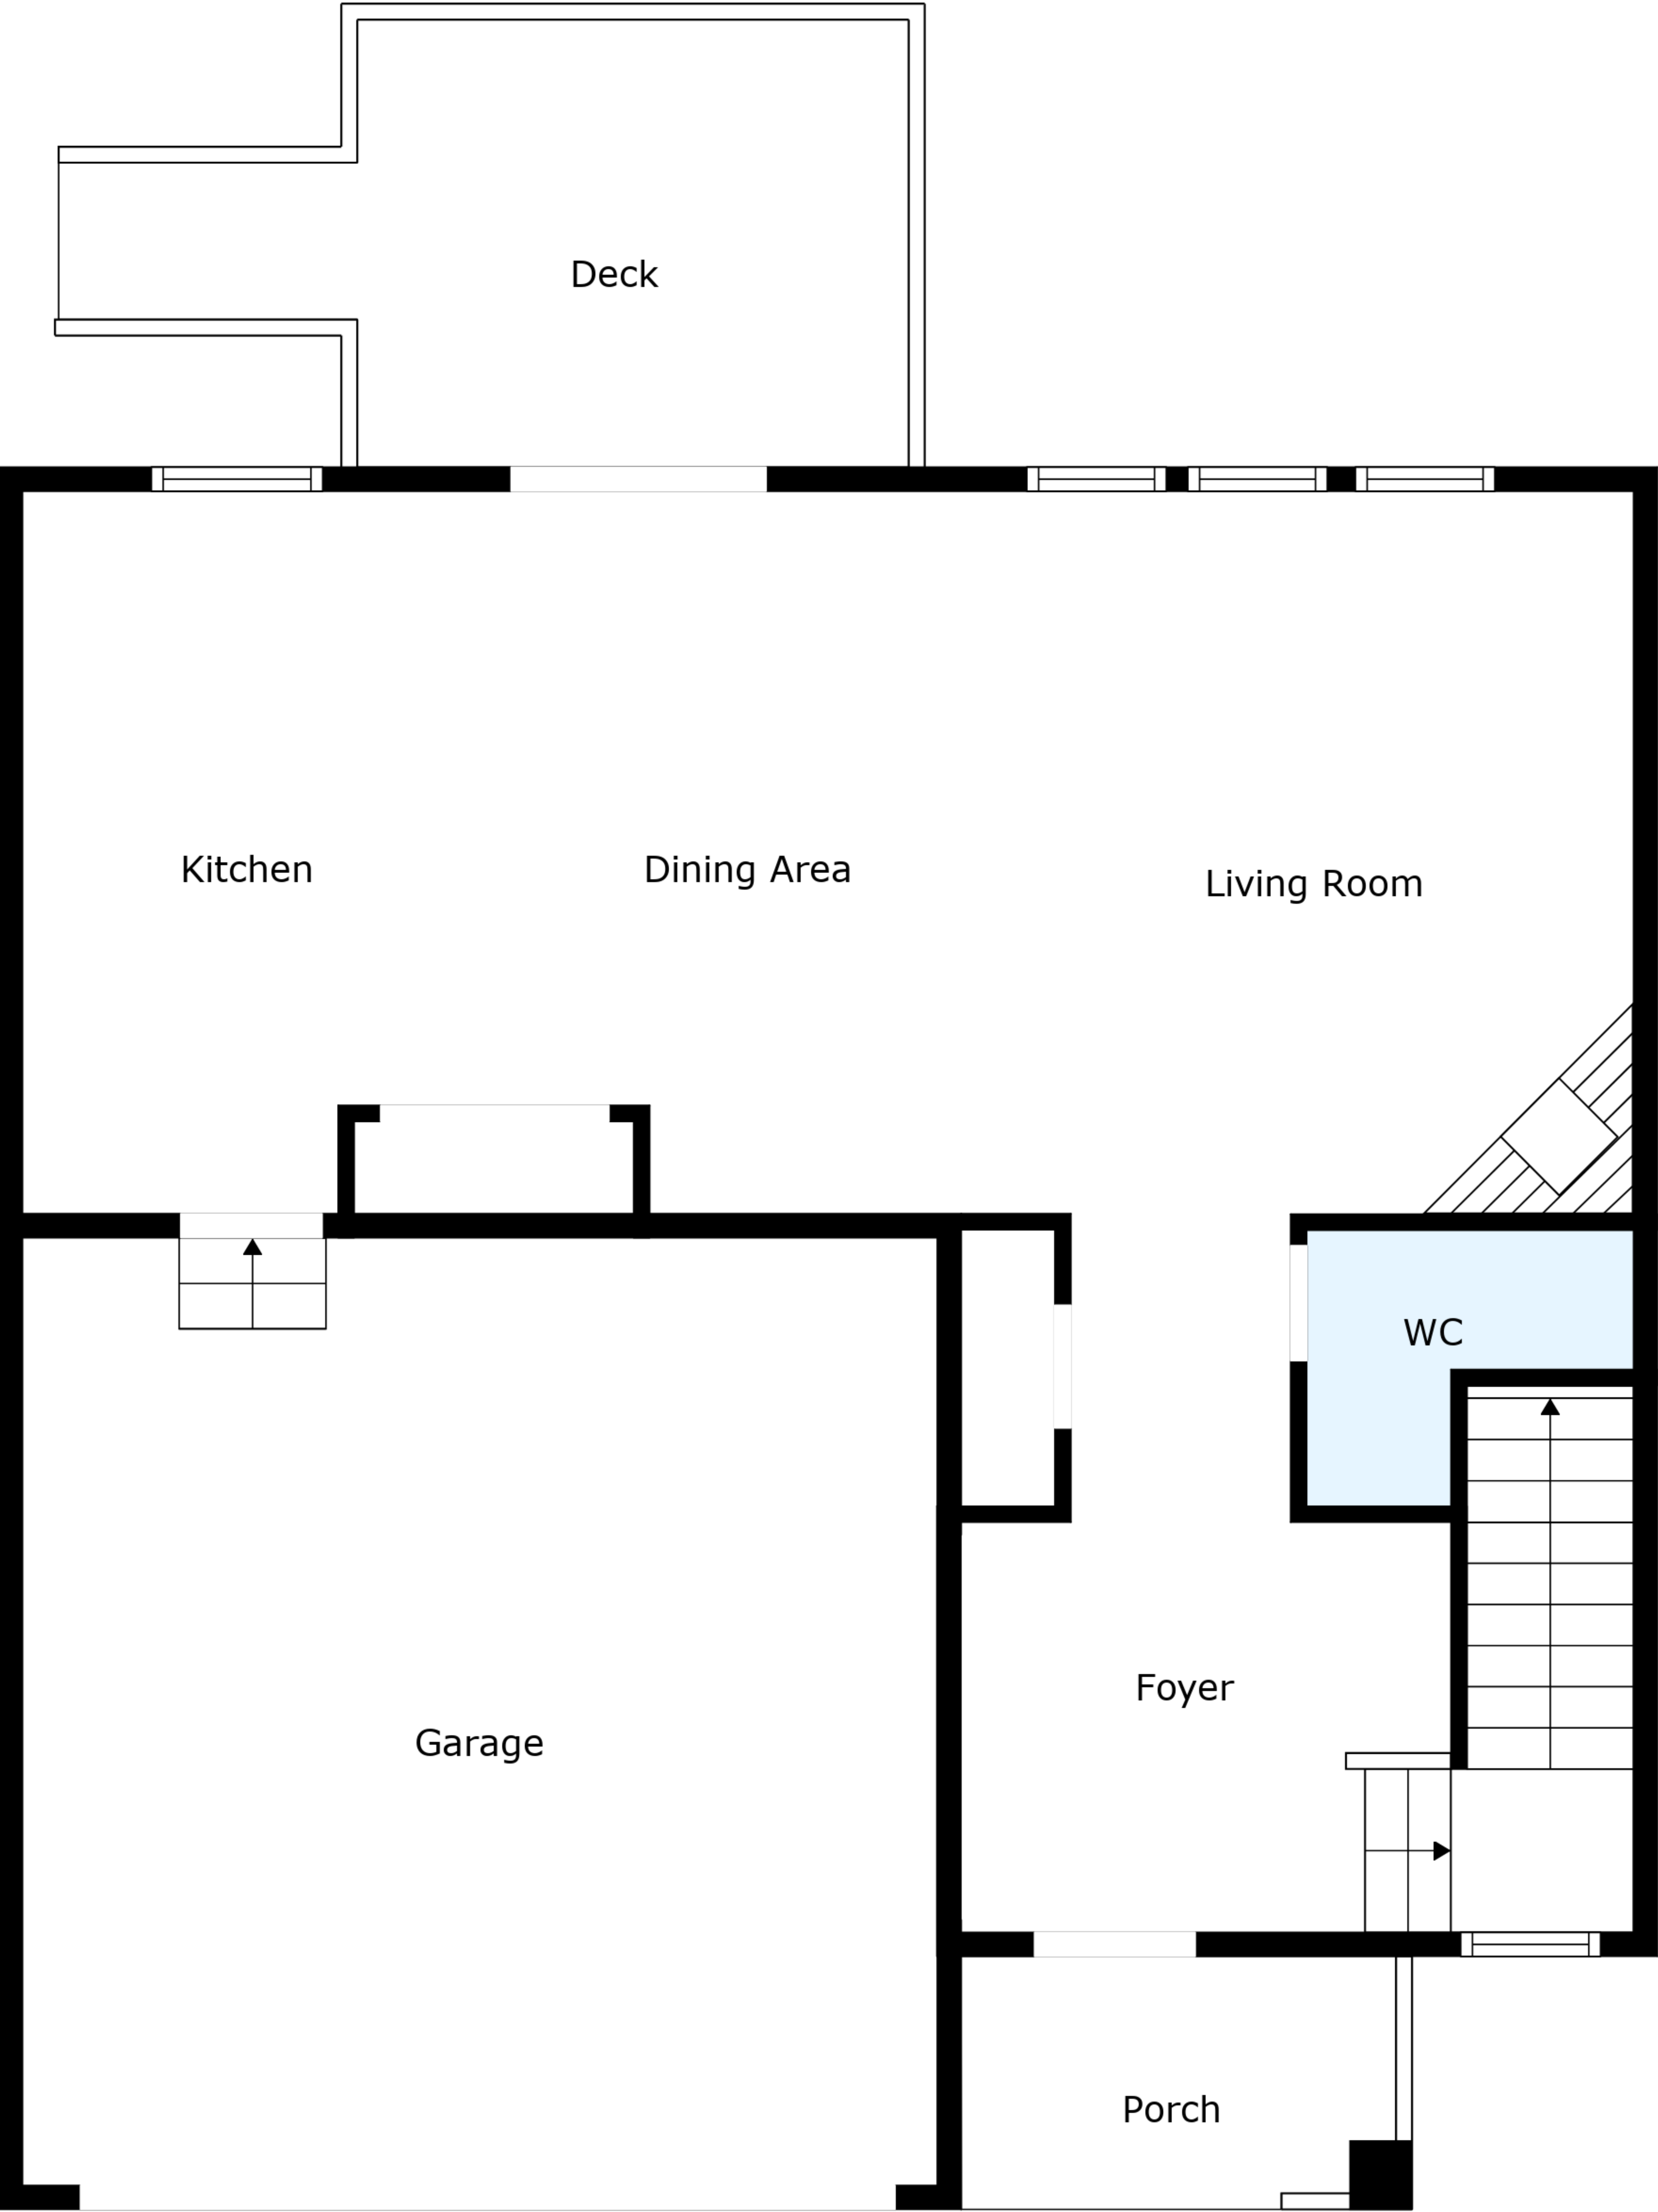 Deck
Kitchen
Dining Area
Living Room
WC
Foyer
Garage
Porch